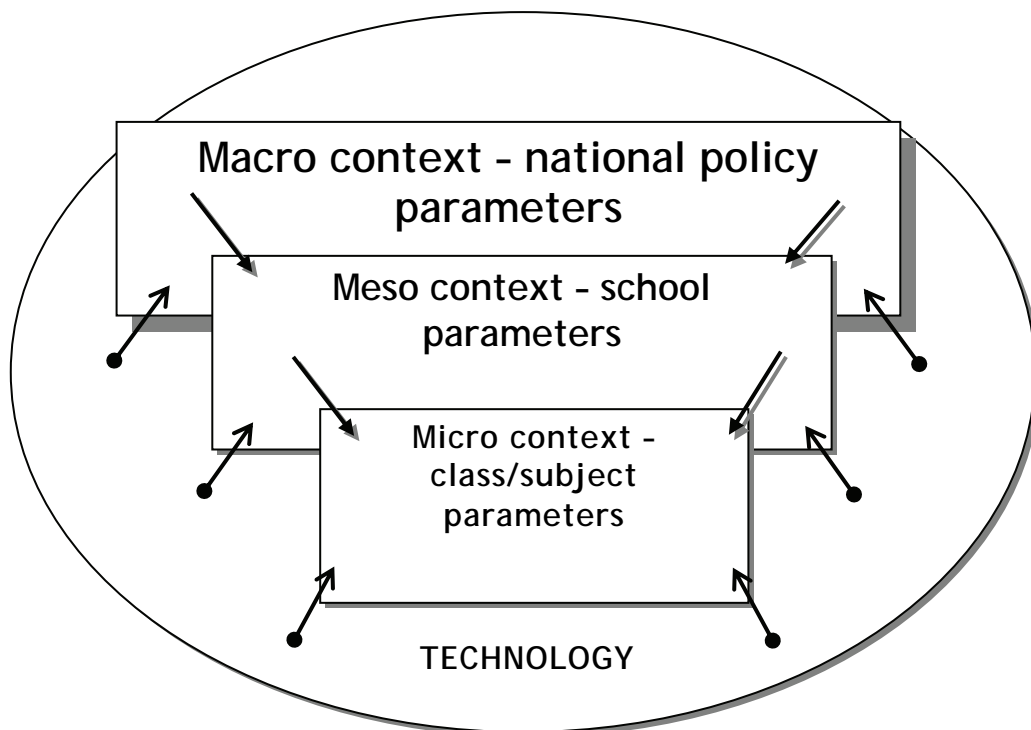 Macro context - national policy
parameters
Meso context - school
parameters
Micro context -
class/subject
parameters
TECHNOLOGY